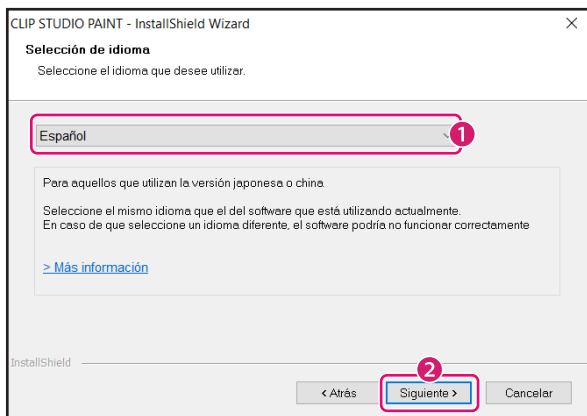 CLIP STUDIO PAINT - InstallShield Wizard
Selección de idioma
Seleccione el idioma que desee utilizar.
Español
1
Para aquellos que utilizan la versión japonesa o china
Seleccione el mismo idioma que el del software que está utilizando actualmente.
En caso de que seleccione un idioma diferente, el software podría no funcionar correctamente
> Más información
2
InstallShield
< Atrás Siguiente > Cancelar